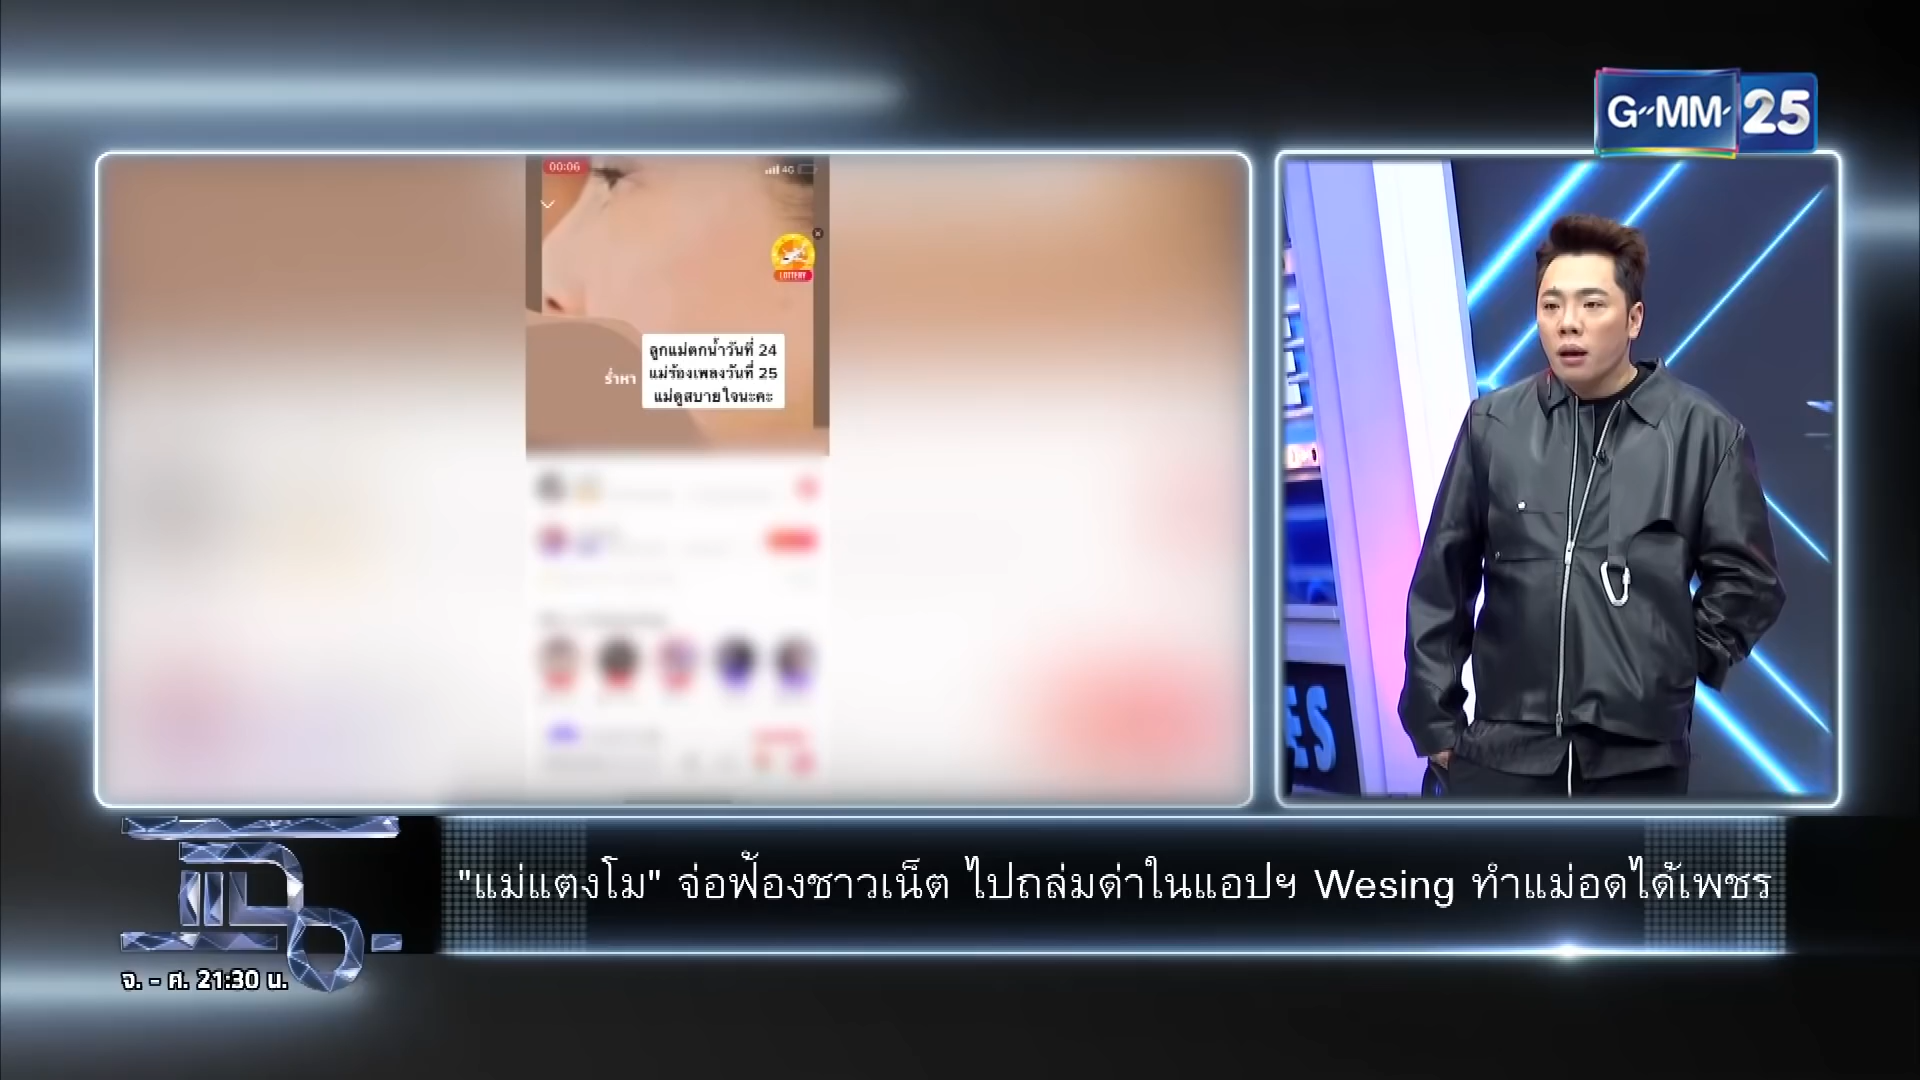 G-MM- 25
00:06
4G
LOTTERY
ลูกแม่ตกน้ำวันที่ 24
แม่ร้องเพลงวันที่ 25
แม่ดูสบายใจนะคะ
ร่ำหา
ES
แฉ.
"แม่แตงโม" จ่อฟ้องชาวเน็ต ไปถล่มด่าในแอปฯ Wesing ทำแม่อดได้เพชร
จ. - ศ. 21:30 น.